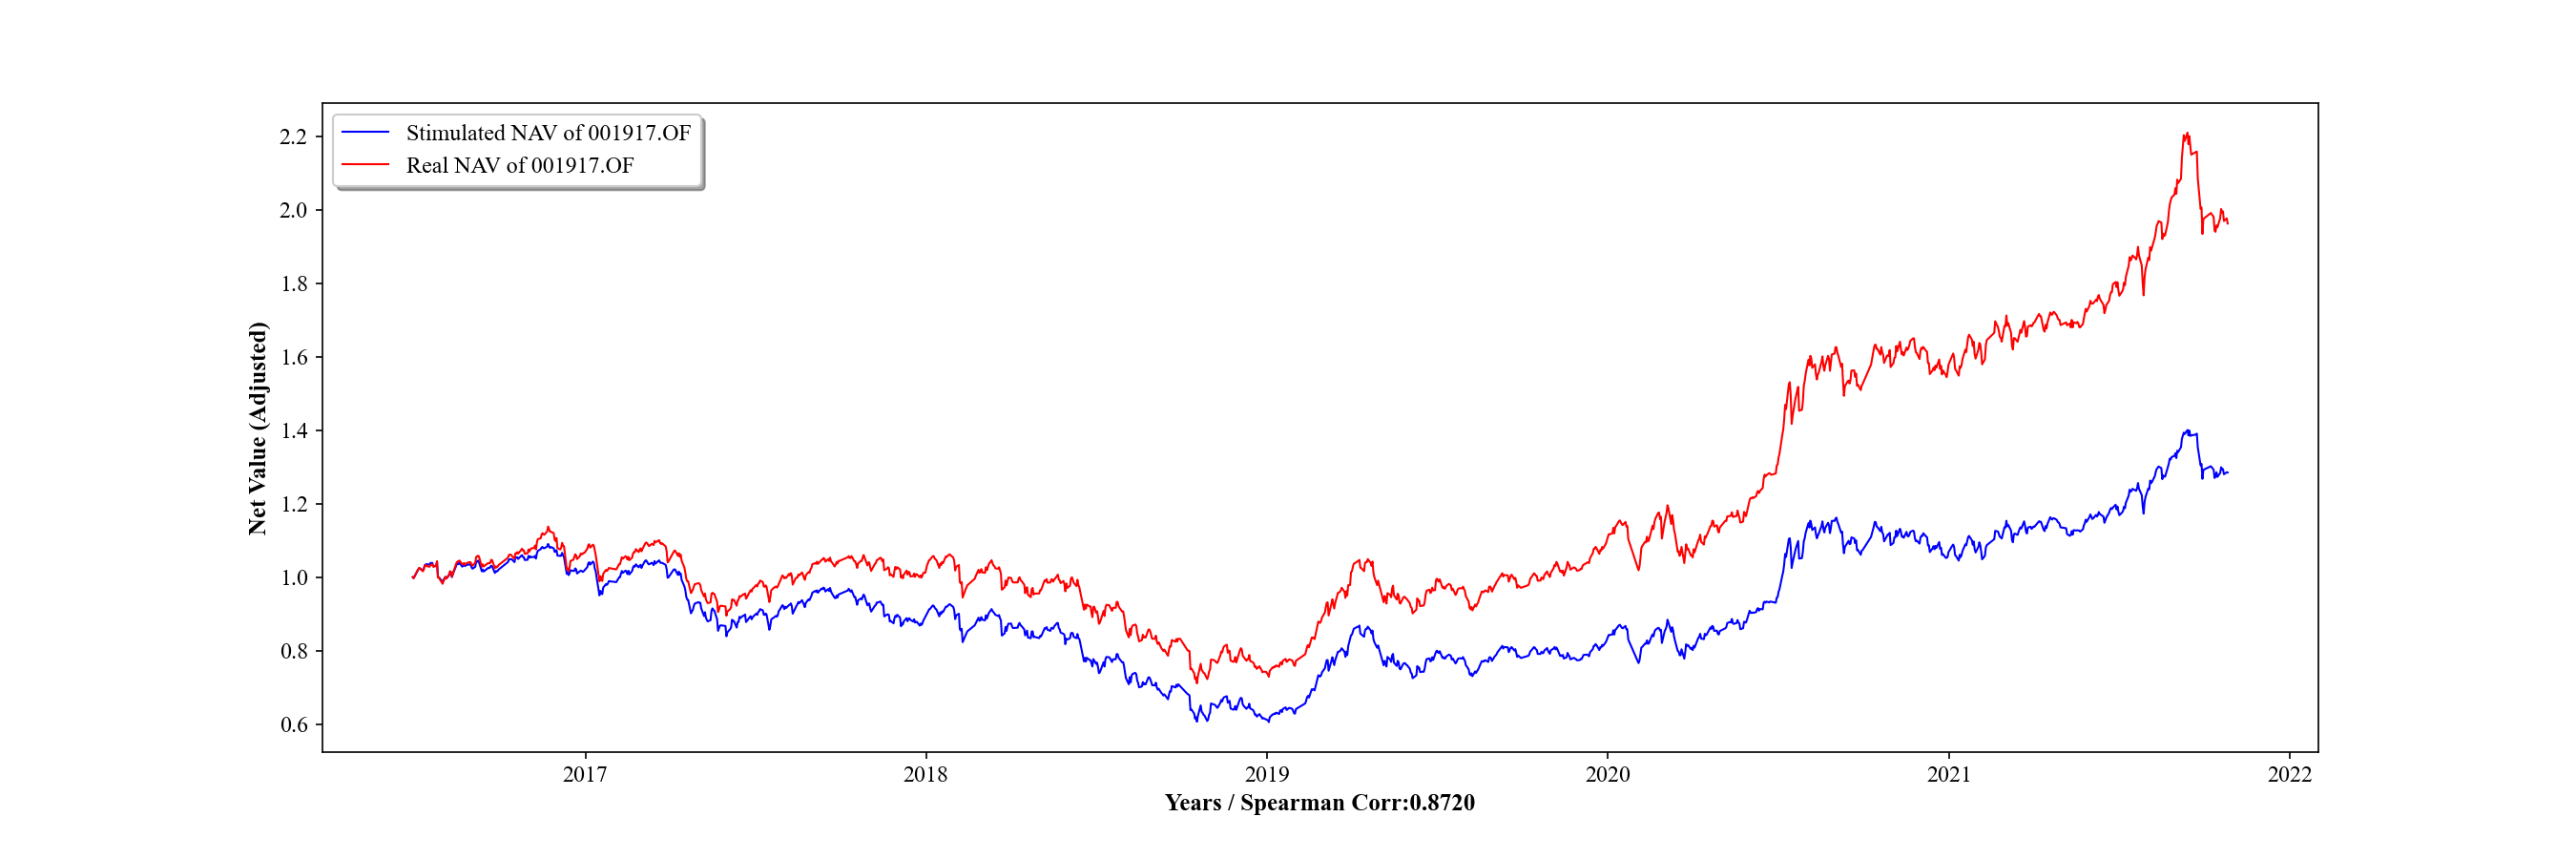 Stimulated NAV of 001917.OF
Real NAV of 001917.OF
2.2
2.0
1.8
1.6
1.4
1.2
1.0
0.8
0.6
Net Value (Adjusted)
2017 2018 2019 2020 2021 2022
Years / Spearman Corr:0.8720